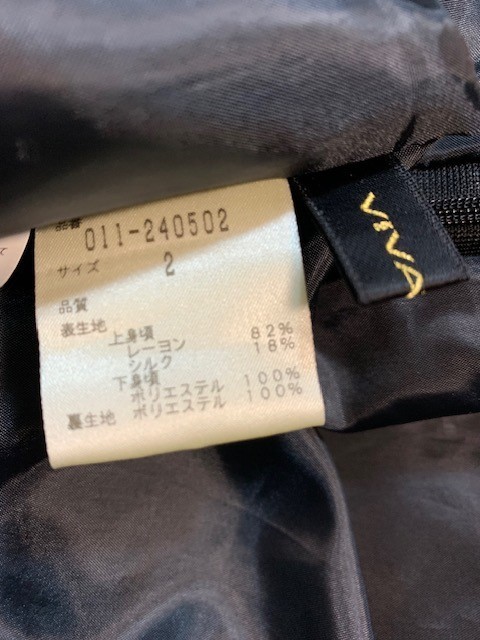 品番
011-240502
サイズ 2
品質
表生地
上身頃
レーヨン 82%
シルク 18%
下身頃
ポリエステル 100%
裏生地 ポリエステル 100%
VIVA